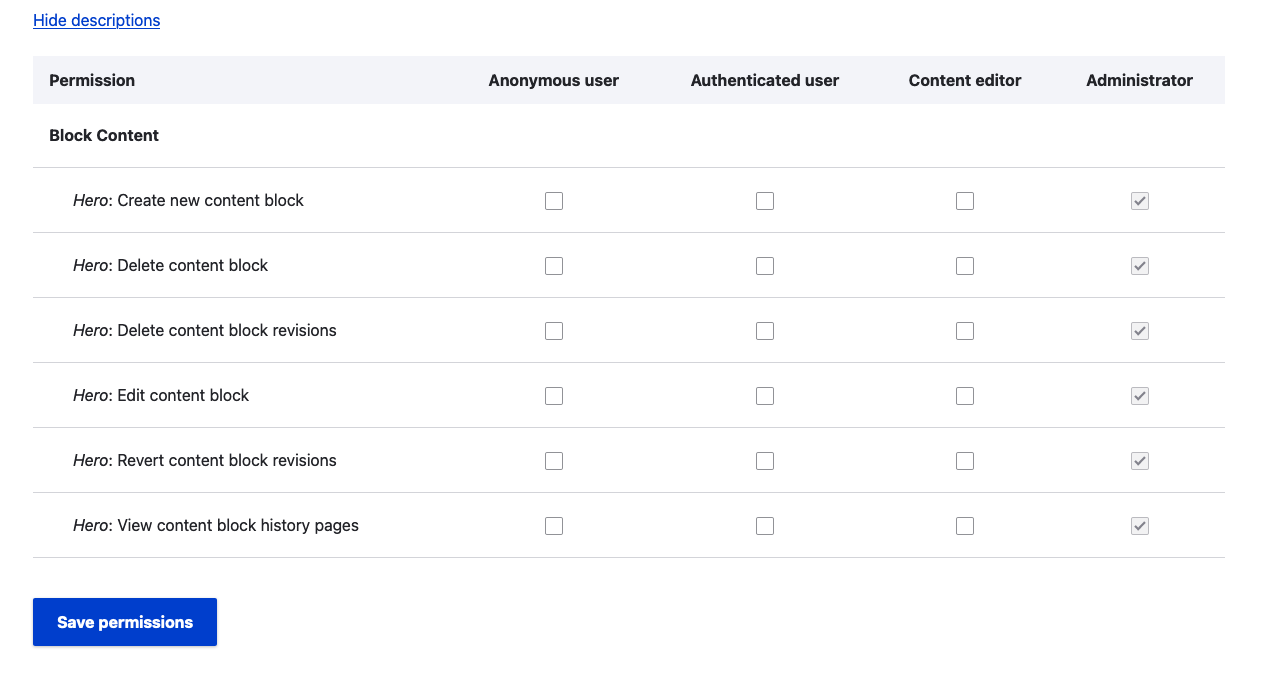 Hide descriptions
Permission Anonymous user Authenticated user Content editor Administrator
Block Content
Hero: Create new content block
Hero: Delete content block
Hero: Delete content block revisions
Hero: Edit content block
Hero: Revert content block revisions
Hero: View content block history pages
Save permissions